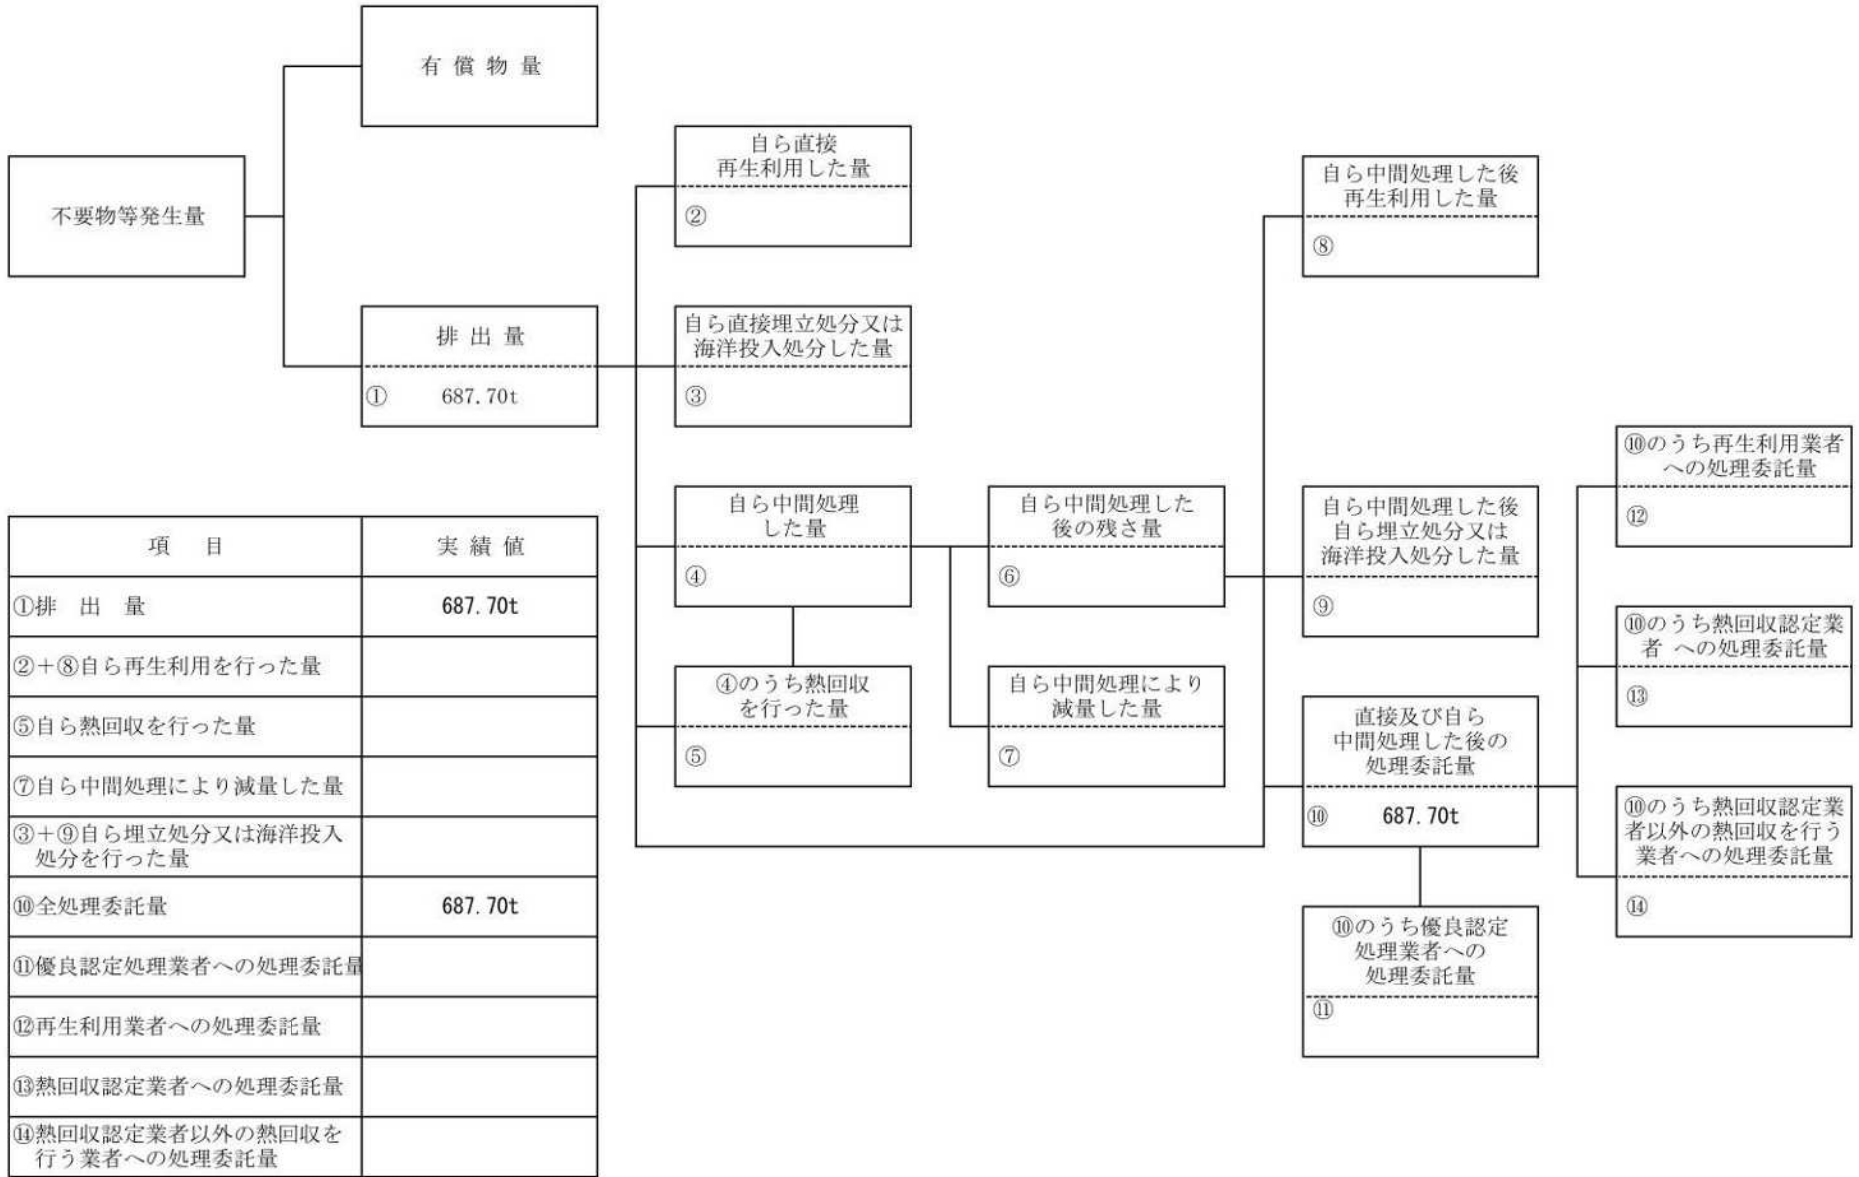 有 償 物 量
不要物等発生量
排 出 量
① 687.70t
自ら直接
再生利用した量
②
自ら直接埋立処分又は
海洋投入処分した量
③
自ら中間処理
した量
④
④のうち熱回収
を行った量
⑤
自ら中間処理した
後の残さ量
⑥
自ら中間処理により
減量した量
⑦
自ら中間処理した後
再生利用した量
⑧
自ら中間処理した後
自ら埋立処分又は
海洋投入処分した量
⑨
直接及び自ら
中間処理した後の
処理委託量
⑩ 687.70t
⑩のうち優良認定
処理業者への
処理委託量
⑪
⑩のうち再生利用業者
への処理委託量
⑫
⑩のうち熱回収認定業
者 への処理委託量
⑬
⑩のうち熱回収認定業
者以外の熱回収を行う
業者への処理委託量
⑭
項 目 実 績 値
①排 出 量 687.70t
②+⑧自ら再生利用を行った量
⑤自ら熱回収を行った量
⑦自ら中間処理により減量した量
③+⑨自ら埋立処分又は海洋投入
処分を行った量
⑩全処理委託量 687.70t
⑪優良認定処理業者への処理委託量
⑫再生利用業者への処理委託量
⑬熱回収認定業者への処理委託量
⑭熱回収認定業者以外の熱回収を
行う業者への処理委託量